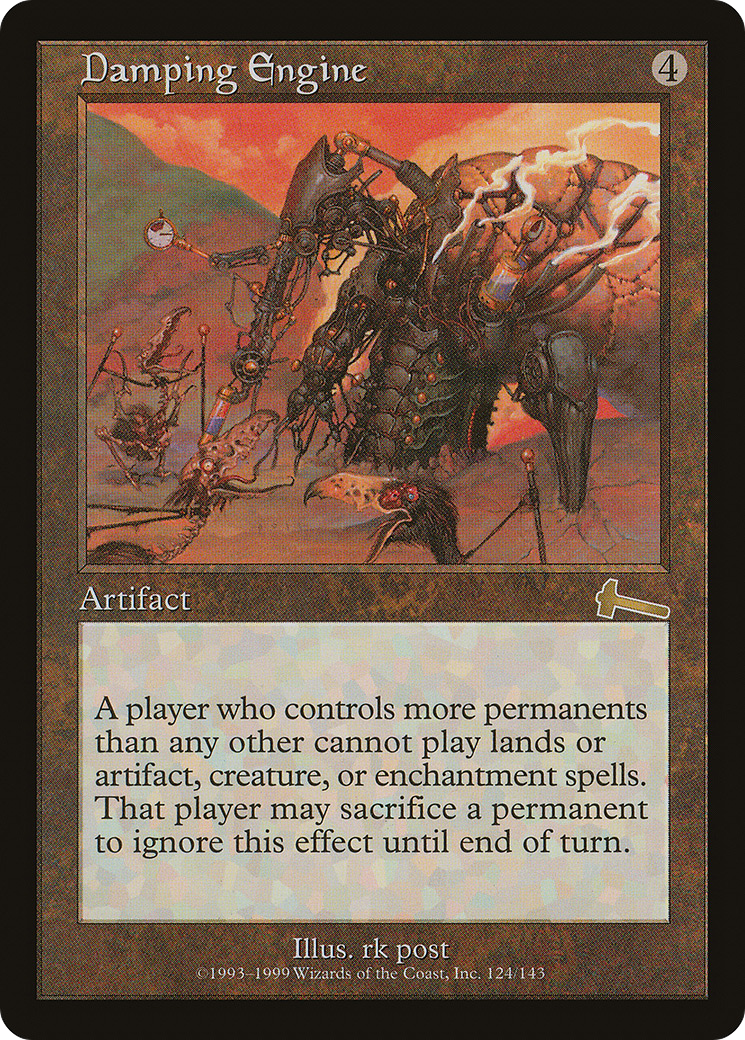 Damping Engine 4
Artifact
A player who controls more permanents
than any other cannot play lands or
artifact, creature, or enchantment spells.
That player may sacrifice a permanent
to ignore this effect until end of turn.
Illus. rk post
©1993–1999 Wizards of the Coast, Inc. 124/143